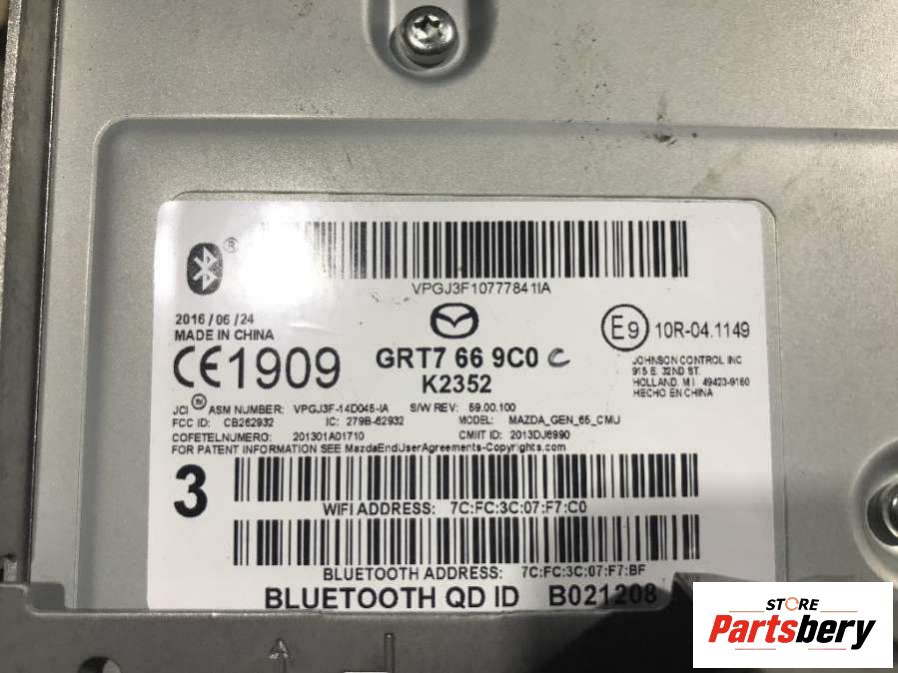 ®
VPGJ3F107778411A
2016/06/24
MADE IN CHINA
CE1909
GRT7 66 9C0 C
K2352
E9 10R-04.1149
JOHNSON CONTROL INC
915 E. 32ND ST.
HOLLAND, MI 49423-9160
HECHO EN CHINA
JCI ASM NUMBER: VPGJ3F-14D045-IA S/W REV: 59.00.100
FCC ID: CB262932 IC: 279B-62932 MODEL: MAZDA_GEN_65_CMU
COFETELNUMERO: 201301A01710 CMIIT ID: 2013DJ6990
FOR PATENT INFORMATION SEE MazdaEndUserAgreements-Copyrights.com
3
WIFI ADDRESS: 7C:FC:3C:07:F7:C0
BLUETOOTH ADDRESS: 7C:FC:3C:07:F7:BF
BLUETOOTH QD ID B021208
STORE
Partsbery